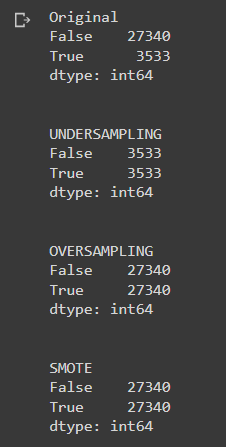 Original
False    27340
True      3533
dtype: int64
UNDERSAMPLING
False    3533
True     3533
dtype: int64
OVERSAMPLING
False    27340
True     27340
dtype: int64
SMOTE
False    27340
True     27340
dtype: int64